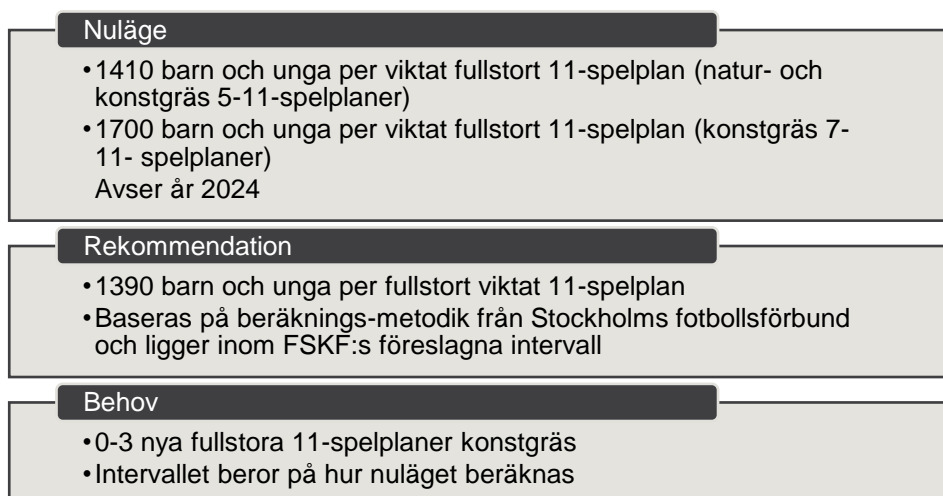 Nuläge
•1410 barn och unga per viktat fullstort 11-spelplan (natur- och
konstgräs 5-11-spelplaner)
•1700 barn och unga per viktat fullstort 11-spelplan (konstgräs 7-
11- spelplaner)
Avser år 2024
Rekommendation
•1390 barn och unga per fullstort viktat 11-spelplan
•Baseras på beräknings-metodik från Stockholms fotbollsförbund
och ligger inom FSKF:s föreslagna intervall
Behov
•0-3 nya fullstora 11-spelplaner konstgräs
•Intervallet beror på hur nuläget beräknas